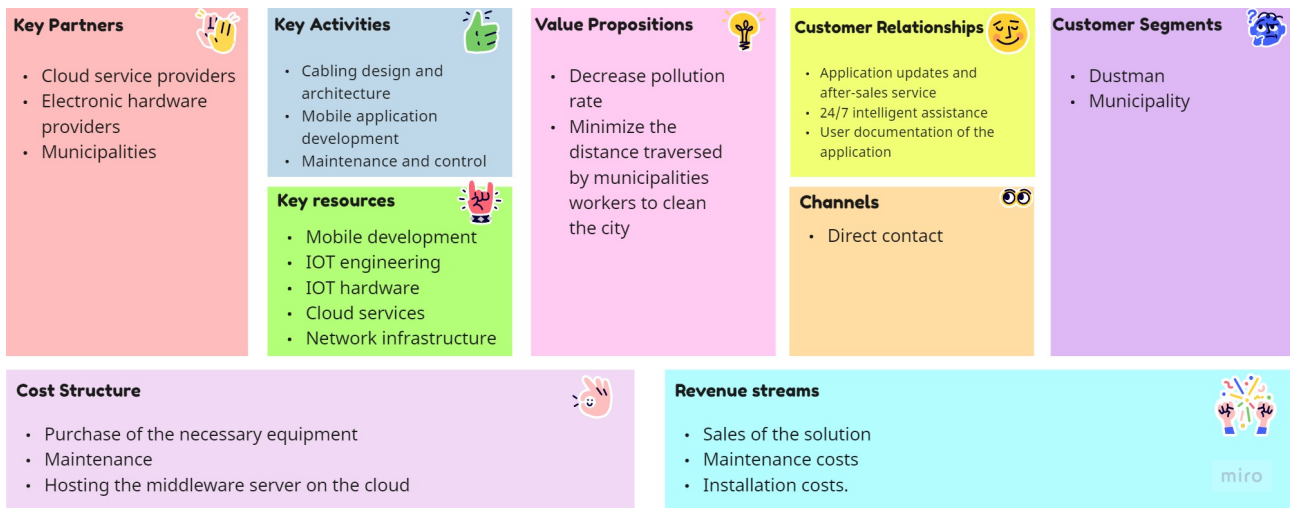 Key Partners
• Cloud service providers
• Electronic hardware
providers
• Municipalities
Key Activities
• Cabling design and
architecture
• Mobile application
development
• Maintenance and control
Key resources
• Mobile development
• IOT engineering
• IOT hardware
• Cloud services
• Network infrastructure
Value Propositions
• Decrease pollution
rate
• Minimize the
distance traversed
by municipalities
workers to clean
the city
Customer Relationships
• Application updates and
after-sales service
• 24/7 intelligent assistance
• User documentation of the
application
Channels
• Direct contact
Customer Segments
• Dustman
• Municipality
Cost Structure
• Purchase of the necessary equipment
• Maintenance
• Hosting the middleware server on the cloud
Revenue streams
• Sales of the solution
• Maintenance costs
• Installation costs.
miro